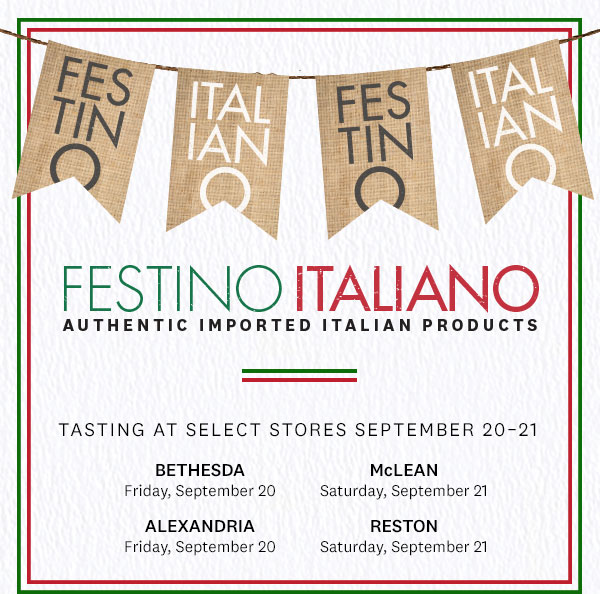 FES
TIN
O
ITAL
IAN
O
FES
TIN
O
ITAL
IAN
O
FESTINO ITALIANO
AUTHENTIC IMPORTED ITALIAN PRODUCTS
TASTING AT SELECT STORES SEPTEMBER 20–21
BETHESDA
Friday, September 20
McLEAN
Saturday, September 21
ALEXANDRIA
Friday, September 20
RESTON
Saturday, September 21